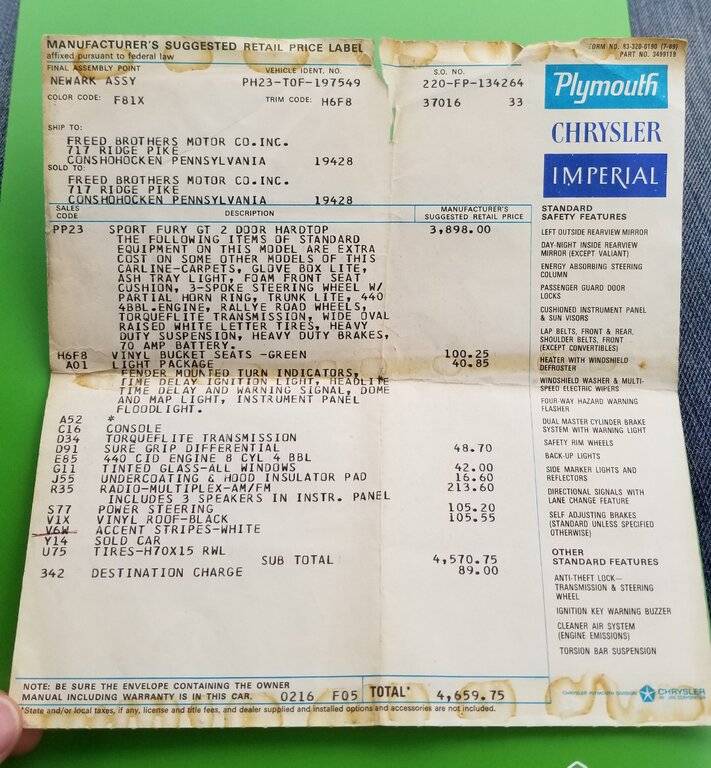 MANUFACTURER'S SUGGESTED RETAIL PRICE LABEL
affixed pursuant to federal law
FORM NO. 83-320-0190 (7-69)
PART NO. 3499119
FINAL ASSEMBLY POINT VEHICLE IDENT. NO. S.O. NO.
NEWARK ASSY PH23-TOF-197549 220-FP-134264
COLOR CODE: F81X TRIM CODE: H6F8 37016 33
SHIP TO:
FREED BROTHERS MOTOR CO.INC.
717 RIDGE PIKE
CONSHOHOCKEN PENNSYLVANIA 19428
SOLD TO:
FREED BROTHERS MOTOR CO.INC.
717 RIDGE PIKE
CONSHOHOCKEN PENNSYLVANIA 19428
SALES CODE DESCRIPTION MANUFACTURER'S SUGGESTED RETAIL PRICE
PP23 SPORT FURY GT 2 DOOR HARDTOP 3,898.00
THE FOLLOWING ITEMS OF STANDARD
EQUIPMENT ON THIS MODEL ARE EXTRA
COST ON SOME OTHER MODELS OF THIS
CARLINE-CARPETS, GLOVE BOX LITE,
ASH TRAY LIGHT, FOAM FRONT SEAT
CUSHION, 3-SPOKE STEERING WHEEL W/
PARTIAL HORN RING, TRUNK LITE, 440
4BBL.ENGINE, RALLYE ROAD WHEELS,
TORQUEFLITE TRANSMISSION, WIDE OVAL
RAISED WHITE LETTER TIRES, HEAVY
DUTY SUSPENSION, HEAVY DUTY BRAKES,
70 AMP BATTERY.
H6F8 VINYL BUCKET SEATS -GREEN 100.25
A01 LIGHT PACKAGE 40.85
FENDER MOUNTED TURN INDICATORS,
TIME DELAY IGNITION LIGHT, HEADLITE
TIME DELAY AND WARNING SIGNAL, DOME
AND MAP LIGHT, INSTRUMENT PANEL
FLOODLIGHT.
A52 *
C16 CONSOLE
D34 TORQUEFLITE TRANSMISSION
D91 SURE GRIP DIFFERENTIAL 48.70
E85 440 CID ENGINE 8 CYL 4 BBL
G11 TINTED GLASS-ALL WINDOWS 42.00
J55 UNDERCOATING & HOOD INSULATOR PAD 16.60
R35 RADIO-MULTIPLEX-AM/FM 213.60
INCLUDES 3 SPEAKERS IN INSTR. PANEL
S77 POWER STEERING 105.20
V1X VINYL ROOF-BLACK 105.55
V6W ACCENT STRIPES-WHITE
Y14 SOLD CAR
U75 TIRES-H70X15 RWL
SUB TOTAL 4,570.75
342 DESTINATION CHARGE 89.00
NOTE: BE SURE THE ENVELOPE CONTAINING THE OWNER
MANUAL INCLUDING WARRANTY IS IN THIS CAR. 0216 F05 TOTAL* 4,659.75
*State and/or local taxes, if any, license and title fees, and dealer supplied and installed options and accessories are not included.
Plymouth
CHRYSLER
IMPERIAL
STANDARD
SAFETY FEATURES
LEFT OUTSIDE REARVIEW MIRROR
DAY-NIGHT INSIDE REARVIEW
MIRROR (EXCEPT VALIANT)
ENERGY ABSORBING STEERING
COLUMN
PASSENGER GUARD DOOR
LOCKS
CUSHIONED INSTRUMENT PANEL
& SUN VISORS
LAP BELTS, FRONT & REAR,
SHOULDER BELTS, FRONT
(EXCEPT CONVERTIBLES)
HEATER WITH WINDSHIELD
DEFROSTER
WINDSHIELD WASHER & MULTI-
SPEED ELECTRIC WIPERS
FOUR-WAY HAZARD WARNING
FLASHER
DUAL MASTER CYLINDER BRAKE
SYSTEM WITH WARNING LIGHT
SAFETY RIM WHEELS
BACK-UP LIGHTS
SIDE MARKER LIGHTS AND
REFLECTORS
DIRECTIONAL SIGNALS WITH
LANE CHANGE FEATURE
SELF ADJUSTING BRAKES
(STANDARD UNLESS SPECIFIED
OTHERWISE)
OTHER
STANDARD FEATURES
ANTI-THEFT LOCK—
TRANSMISSION & STEERING
WHEEL
IGNITION KEY WARNING BUZZER
CLEANER AIR SYSTEM
(ENGINE EMISSIONS)
TORSION BAR SUSPENSION
CHRYSLER-PLYMOUTH DIVISION CHRYSLER